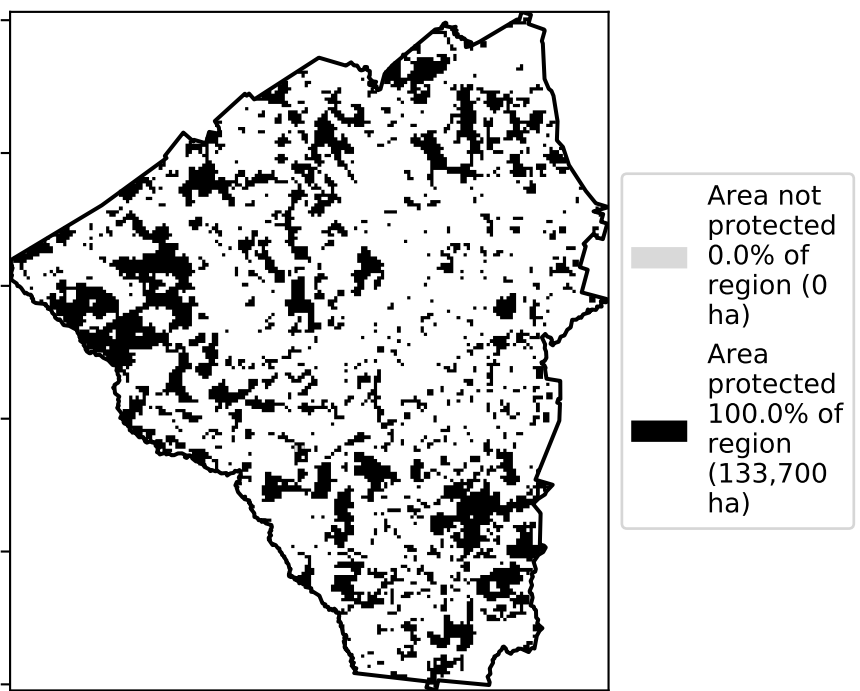 Area not
protected
0.0% of
region (0
ha)
Area
protected
100.0% of
region
(133,700
ha)